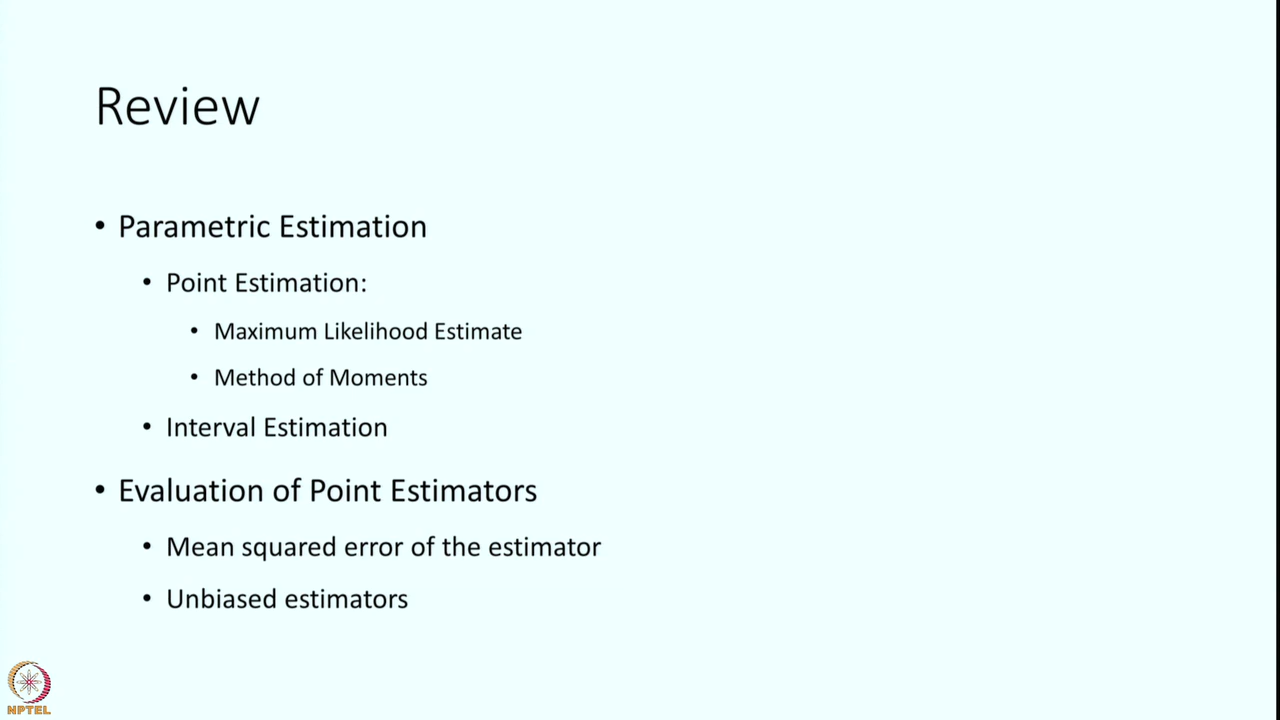 Review
• Parametric Estimation
• Point Estimation:
• Maximum Likelihood Estimate
• Method of Moments
• Interval Estimation
• Evaluation of Point Estimators
• Mean squared error of the estimator
• Unbiased estimators
NPTEL